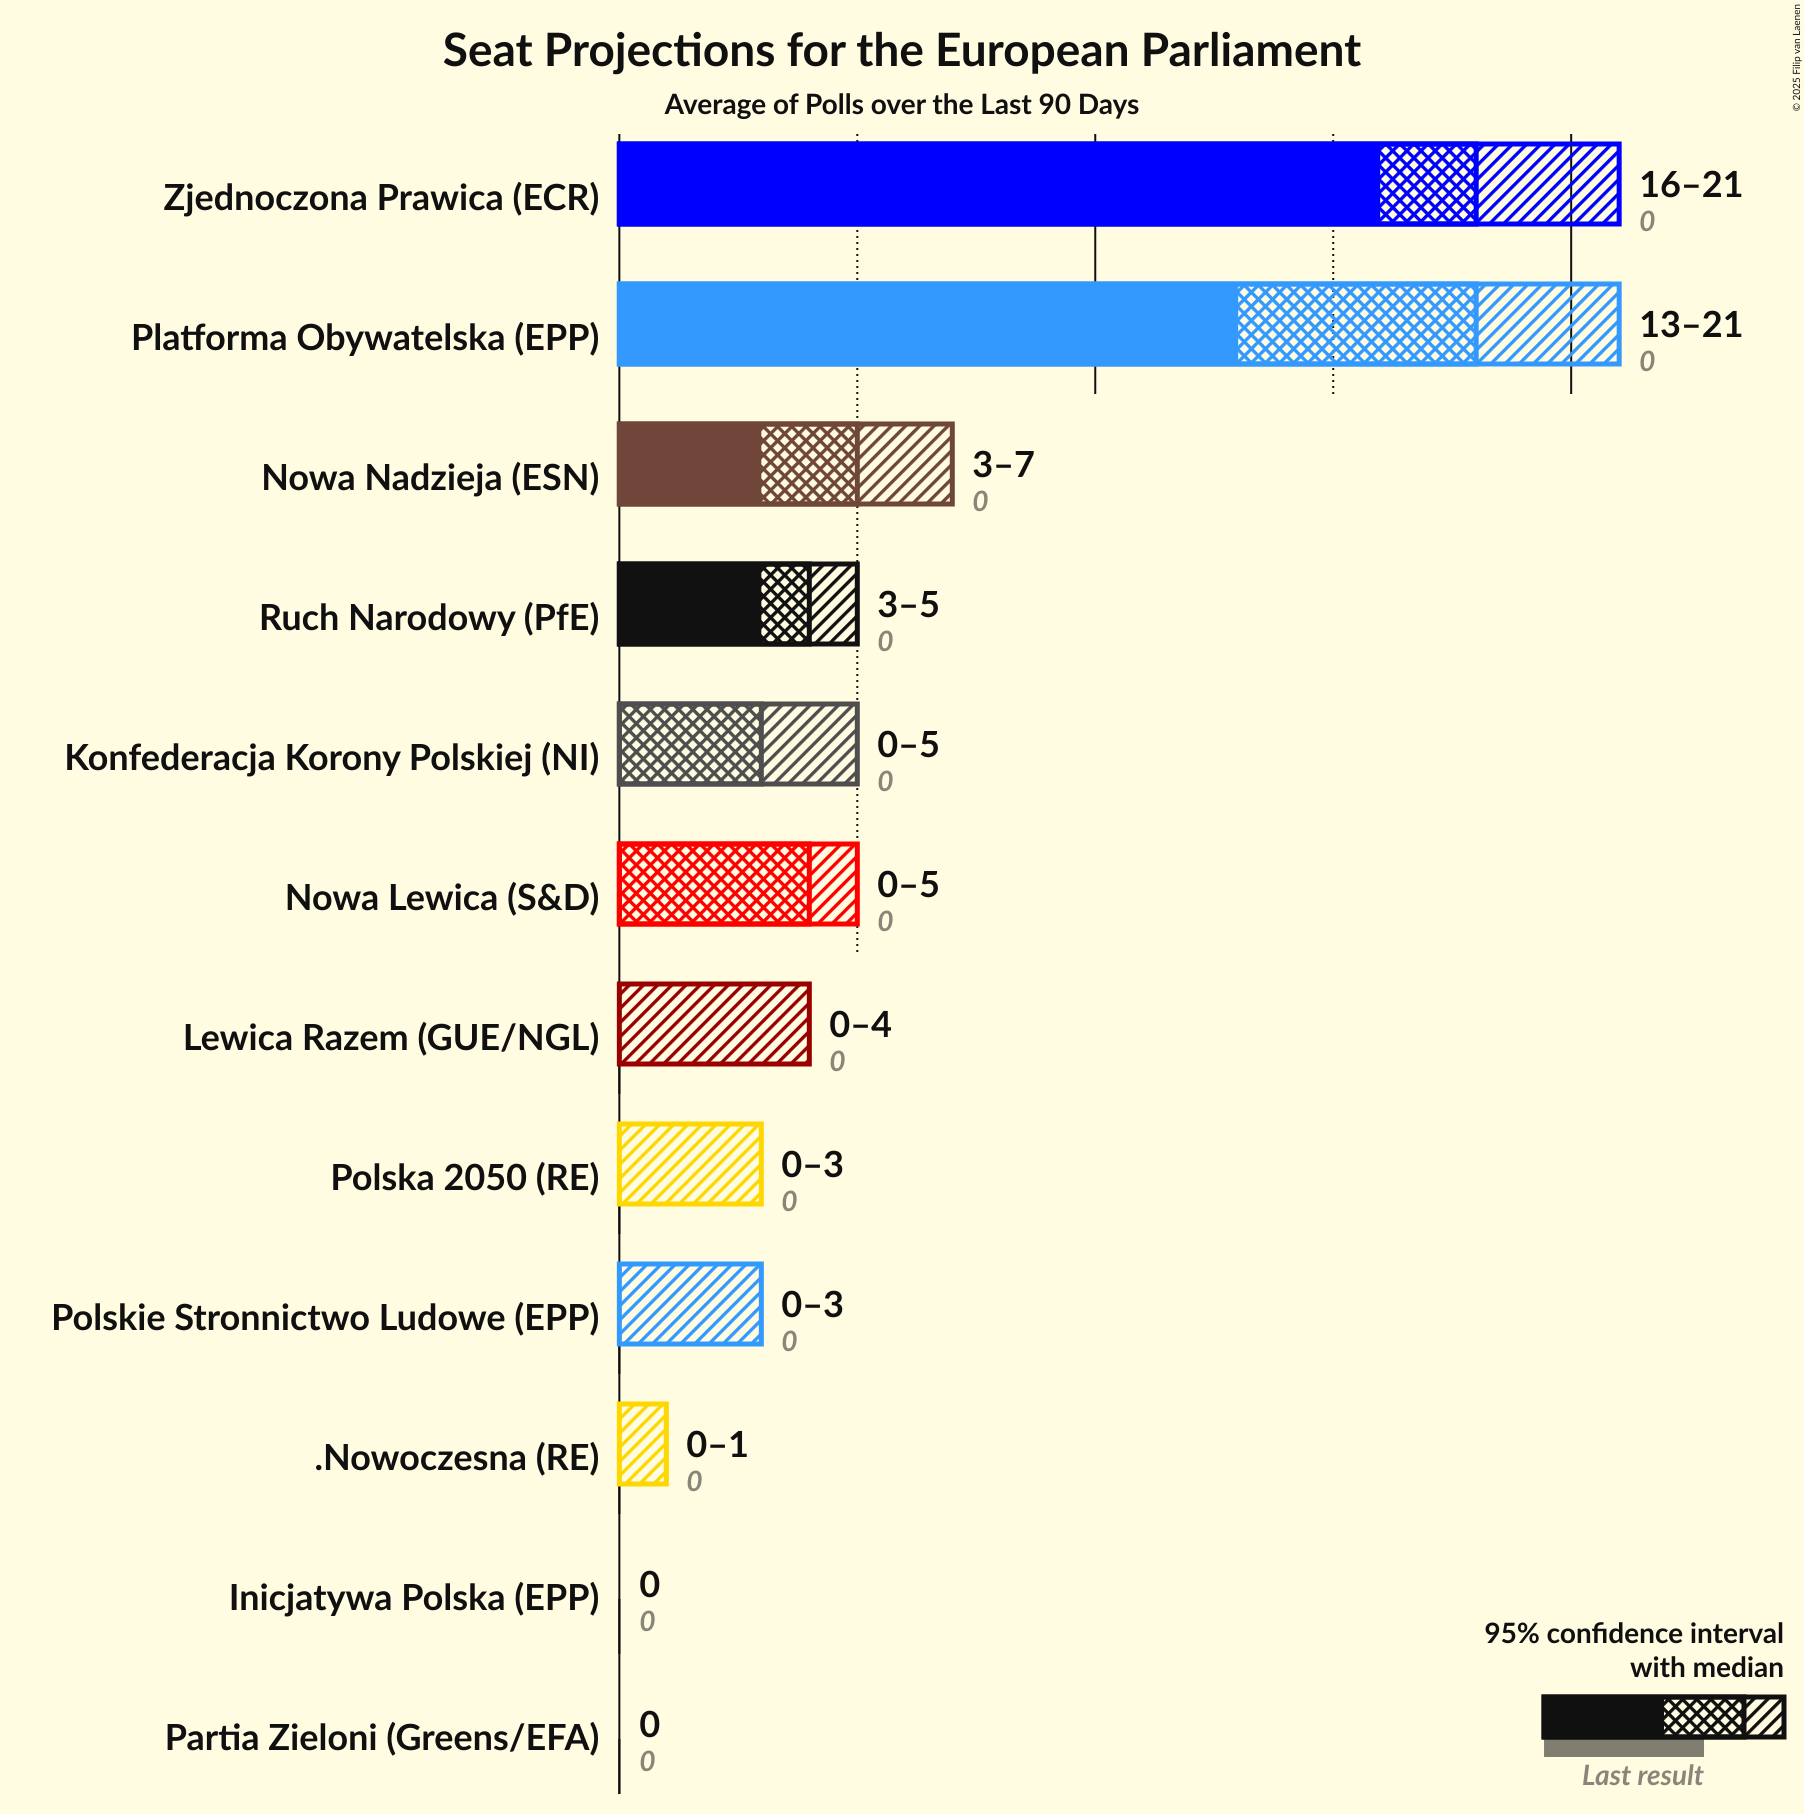 Seat Projections for the European Parliament
Average of Polls over the Last 90 Days
© 2025 Filip van Laenen
Zjednoczona Prawica (ECR)
16–21
0
Platforma Obywatelska (EPP)
13–21
0
Nowa Nadzieja (ESN)
3–7
0
Ruch Narodowy (PfE)
3–5
0
Konfederacja Korony Polskiej (NI)
0–5
0
Nowa Lewica (S&D)
0–5
0
Lewica Razem (GUE/NGL)
0–4
0
Polska 2050 (RE)
0–3
0
Polskie Stronnictwo Ludowe (EPP)
0–3
0
.Nowoczesna (RE)
0–1
0
Inicjatywa Polska (EPP)
0
0
Partia Zieloni (Greens/EFA)
0
0
95% confidence interval
with median
Last result